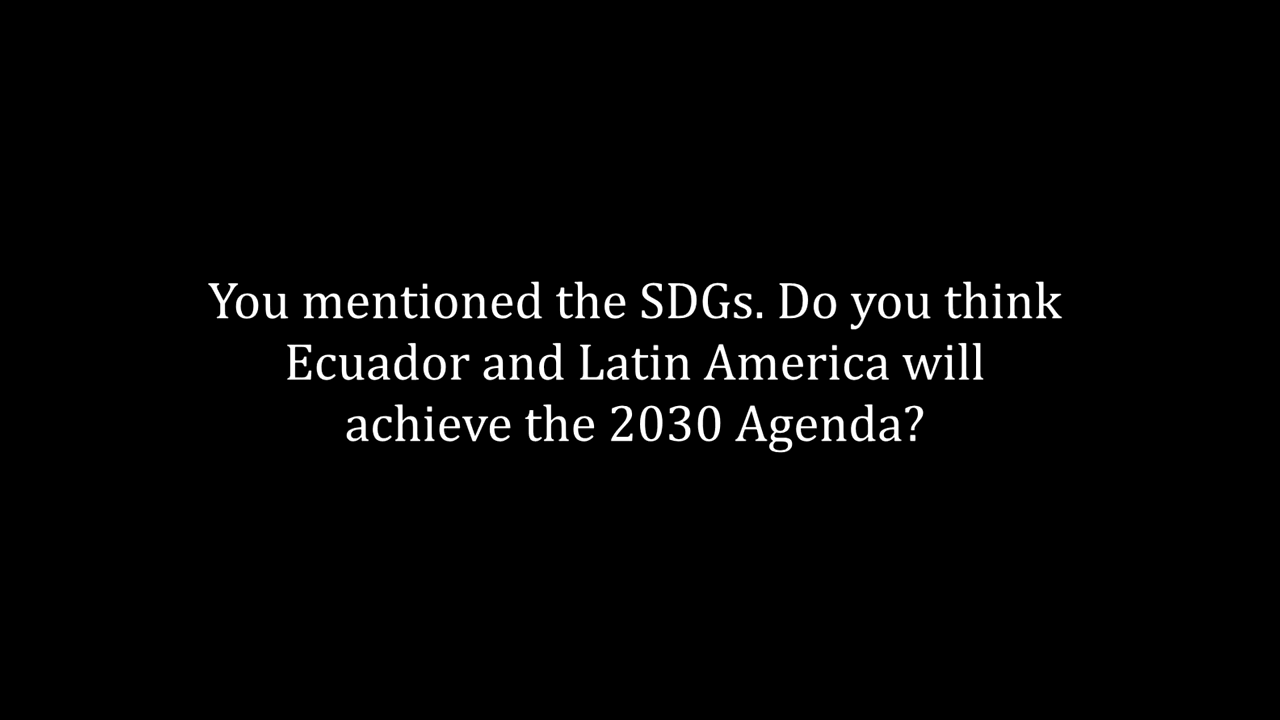 You mentioned the SDGs. Do you think
Ecuador and Latin America will
achieve the 2030 Agenda?